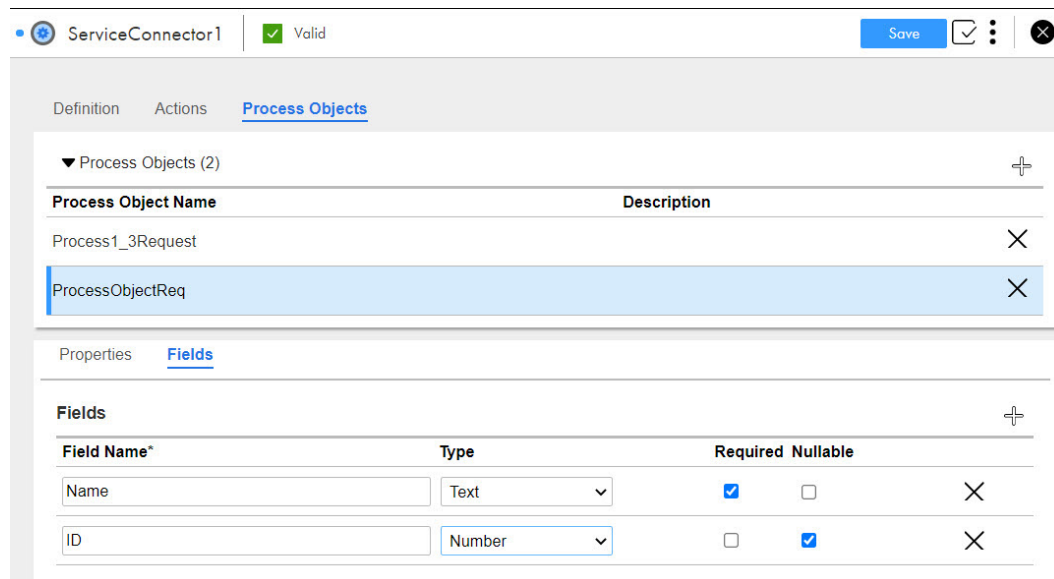 ServiceConnector1 Valid Save
Definition Actions Process Objects
Process Objects (2)
Process Object Name Description
Process1_3Request
ProcessObjectReq
Properties Fields
Fields
Field Name* Type Required Nullable
Name Text
ID Number